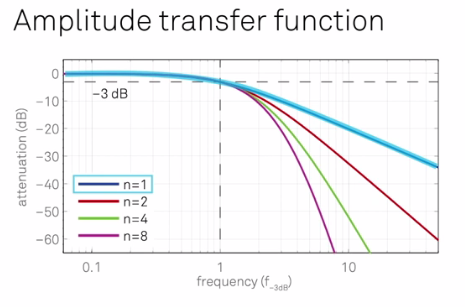 Amplitude transfer function
attenuation (dB)
0
−10
−20
−30
−40
−50
−60
−3 dB
n=1
n=2
n=4
n=8
0.1
1
10
frequency (f₋₃dB)